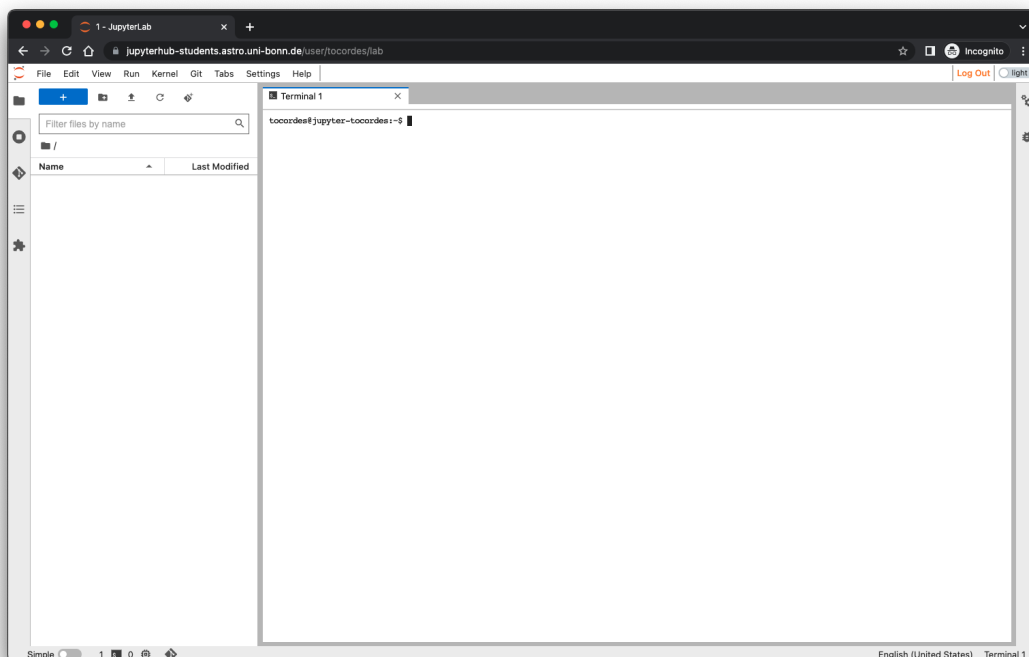 1 - JupyterLab
jupyterhub-students.astro.uni-bonn.de/user/tocordes/lab
Incognito
File Edit View Run Kernel Git Tabs Settings Help
Log Out light
Terminal 1
Filter files by name
tocordes@jupyter-tocordes:~$
/
Name Last Modified
Simple 1 0 English (United States) Terminal 1